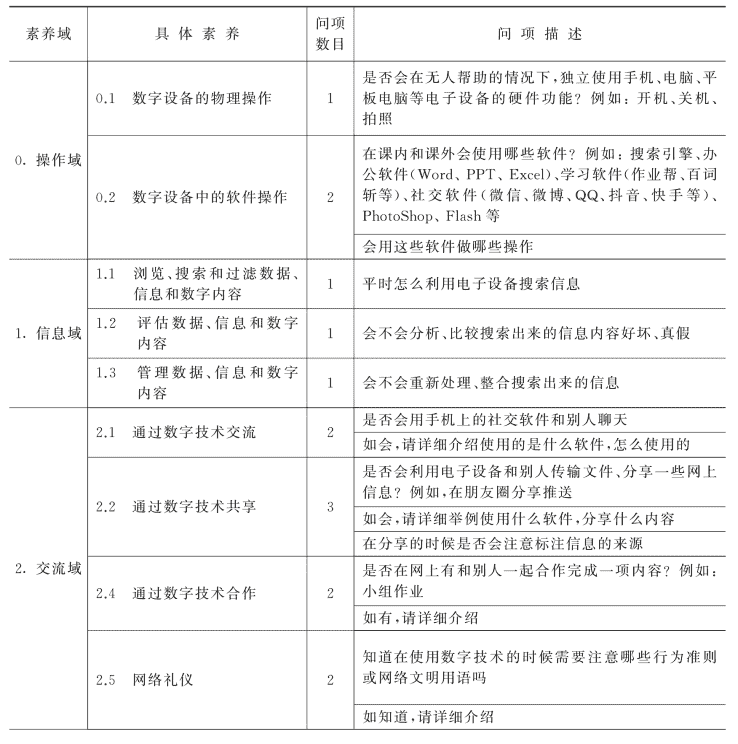 素养域 具体素养 问项数目 问项描述
0. 操作域
0.1 数字设备的物理操作 1
是否会在无人帮助的情况下,独立使用手机、电脑、平
板电脑等电子设备的硬件功能? 例如:开机、关机、
拍照
0.2 数字设备中的软件操作 2
在课内和课外会使用哪些软件? 例如:搜索引擎、办
公软件(Word、PPT、Excel)、学习软件(作业帮、百词
斩等)、社交软件(微信、微博、QQ、抖音、快手等)、
PhotoShop、Flash 等
会用这些软件做哪些操作
1. 信息域
1.1 浏览、搜索和过滤数据、
信息和数字内容
1
平时怎么利用电子设备搜索信息
1.2 评估数据、信息和数字
内容
1
会不会分析、比较搜索出来的信息内容好坏、真假
1.3 管理数据、信息和数字
内容
1
会不会重新处理、整合搜索出来的信息
2. 交流域
2.1 通过数字技术交流 2
是否会用手机上的社交软件和别人聊天
如会,请详细介绍使用的是什么软件,怎么使用的
2.2 通过数字技术共享 3
是否会利用电子设备和别人传输文件、分享一些网上
信息? 例如,在朋友圈分享推送
如会,请详细举例使用什么软件,分享什么内容
在分享的时候是否会注意标注信息的来源
2.4 通过数字技术合作 2
是否在网上有和别人一起合作完成一项内容? 例如:
小组作业
如有,请详细介绍
2.5 网络礼仪 2
知道在使用数字技术的时候需要注意哪些行为准则
或网络文明用语吗
如知道,请详细介绍